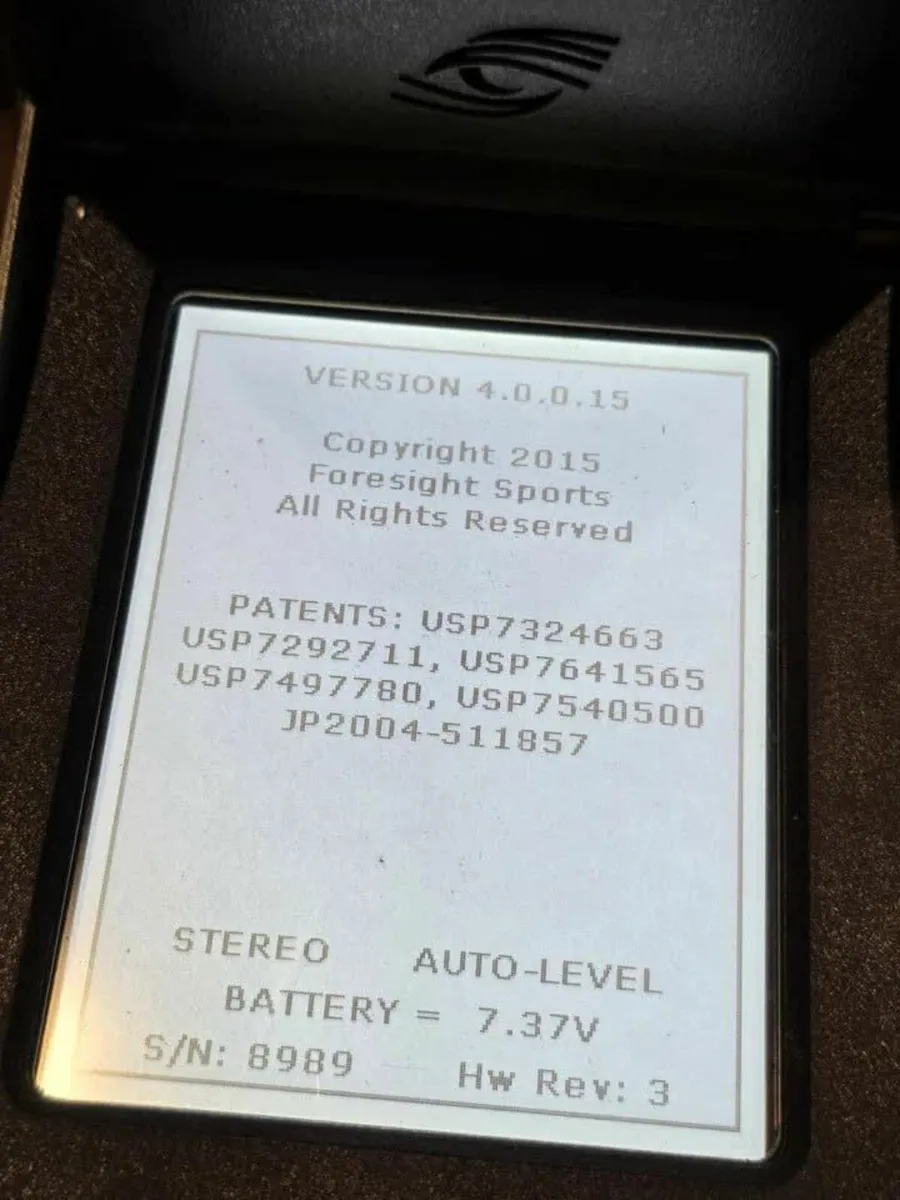 VERSION 4.0.0.15
Copyright 2015
Foresight Sports
All Rights Reserved
PATENTS: USP7324663
USP7292711, USP7641565
USP7497780, USP7540500
JP2004-511857
STEREO AUTO-LEVEL
BATTERY = 7.37V
S/N: 8989 Hw Rev: 3